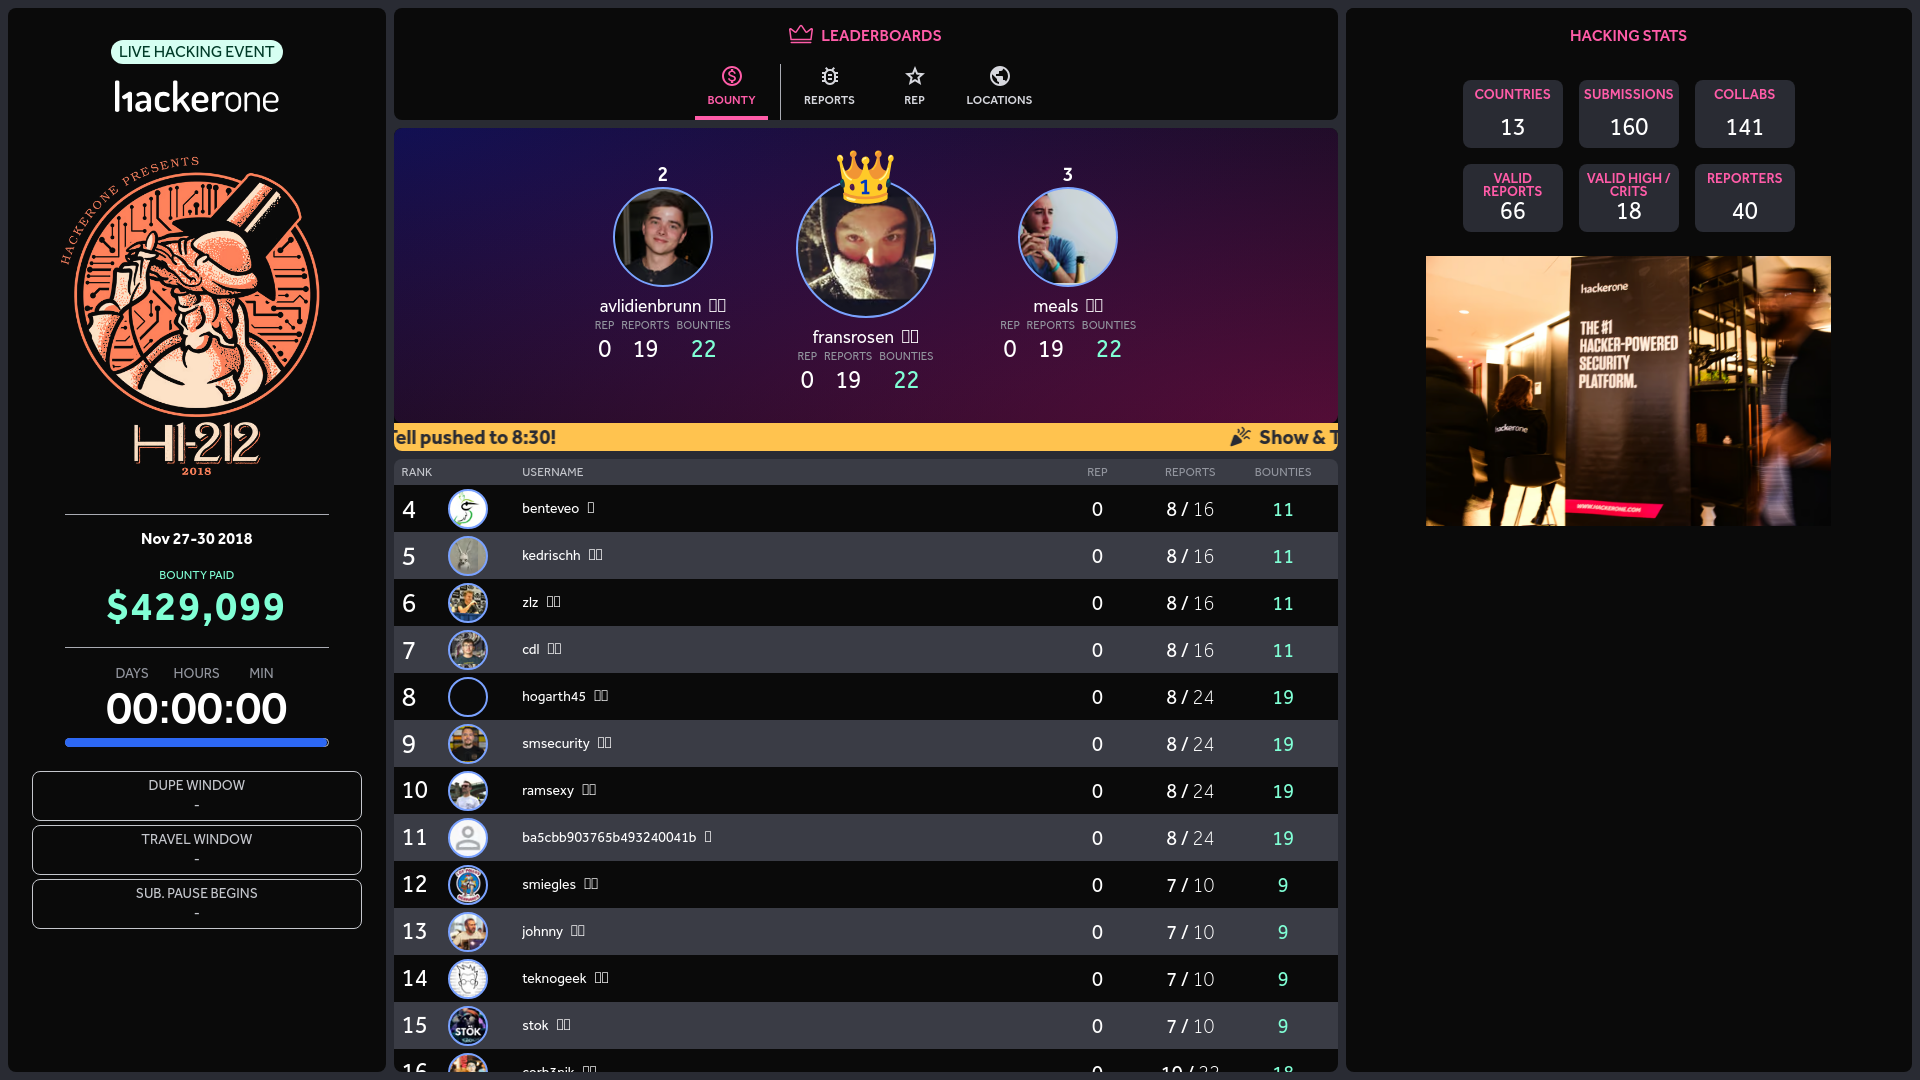 LIVE HACKING EVENT
hackerone
HACKERONE PRESENTS
HI-212
2018
Nov 27-30 2018
BOUNTY PAID
$429,099
DAYS HOURS MIN
00:00:00
DUPE WINDOW
-
TRAVEL WINDOW
-
SUB. PAUSE BEGINS
-
LEADERBOARDS
BOUNTY REPORTS REP LOCATIONS
2
avlidienbrunn
REP REPORTS BOUNTIES
0 19 22
1
fransrosen
REP REPORTS BOUNTIES
0 19 22
3
meals
REP REPORTS BOUNTIES
0 19 22
Tell pushed to 8:30! Show & T
RANK USERNAME REP REPORTS BOUNTIES
4 benteveo 0 8 / 16 11
5 kedrischh 0 8 / 16 11
6 zlz 0 8 / 16 11
7 cdl 0 8 / 16 11
8 hogarth45 0 8 / 24 19
9 smsecurity 0 8 / 24 19
10 ramsexy 0 8 / 24 19
11 ba5cbb903765b493240041b 0 8 / 24 19
12 smiegles 0 7 / 10 9
13 johnny 0 7 / 10 9
14 teknogeek 0 7 / 10 9
15 STÖK stok 0 7 / 10 9
16 0 10
HACKING STATS
COUNTRIES
13
SUBMISSIONS
160
COLLABS
141
VALID
REPORTS
66
VALID HIGH /
CRITS
18
REPORTERS
40
hackerone
THE #1
HACKER-POWERED
SECURITY
PLATFORM.
hackerone
WWW.HACKERONE.COM